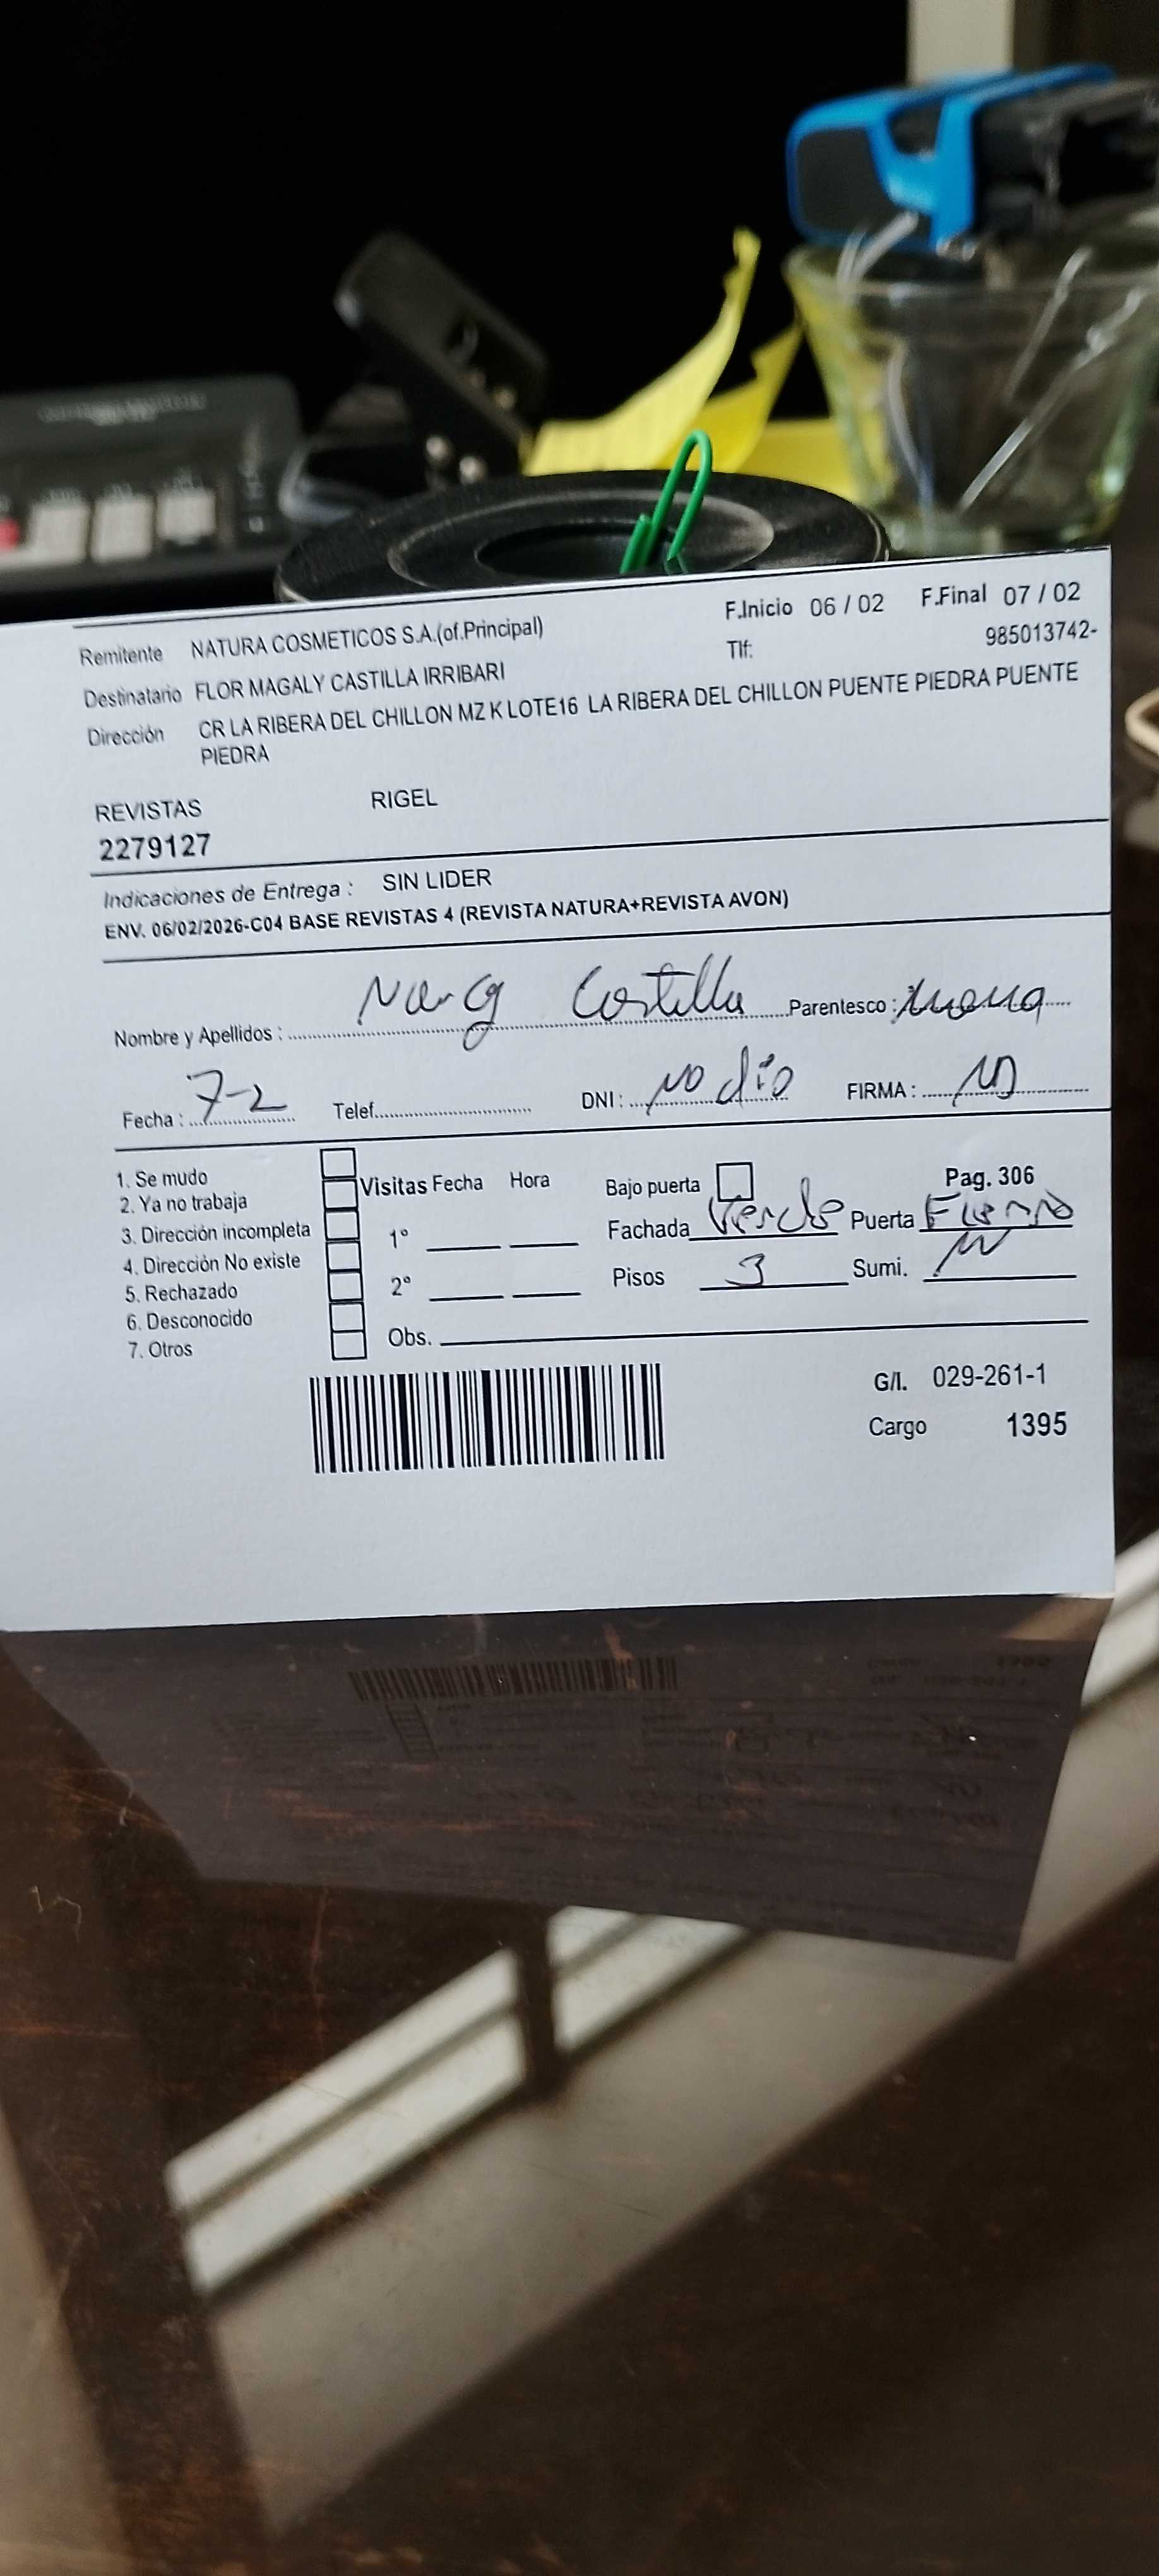 Remitente NATURA COSMETICOS S.A.(of.Principal) F.Inicio 06 / 02 F.Final 07 / 02
Destinatario FLOR MAGALY CASTILLA IRRIBARI Tlf: 985013742-
Dirección CR LA RIBERA DEL CHILLON MZ K LOTE16 LA RIBERA DEL CHILLON PUENTE PIEDRA PUENTE
PIEDRA
REVISTAS RIGEL
2279127
Indicaciones de Entrega : SIN LIDER
ENV. 06/02/2026-C04 BASE REVISTAS 4 (REVISTA NATURA+REVISTA AVON)
Nombre y Apellidos : Parentesco :
Fecha : 7-2 Telef. DNI : no dio FIRMA :
1. Se mudo
2. Ya no trabaja
3. Dirección incompleta
4. Dirección No existe
5. Rechazado
6. Desconocido
7. Otros
Visitas Fecha Hora
1°
2°
Obs.
Bajo puerta Pag. 306
Fachada Verde Puerta Fierro
Pisos 3 Sumi.
G/I. 029-261-1
Cargo 1395